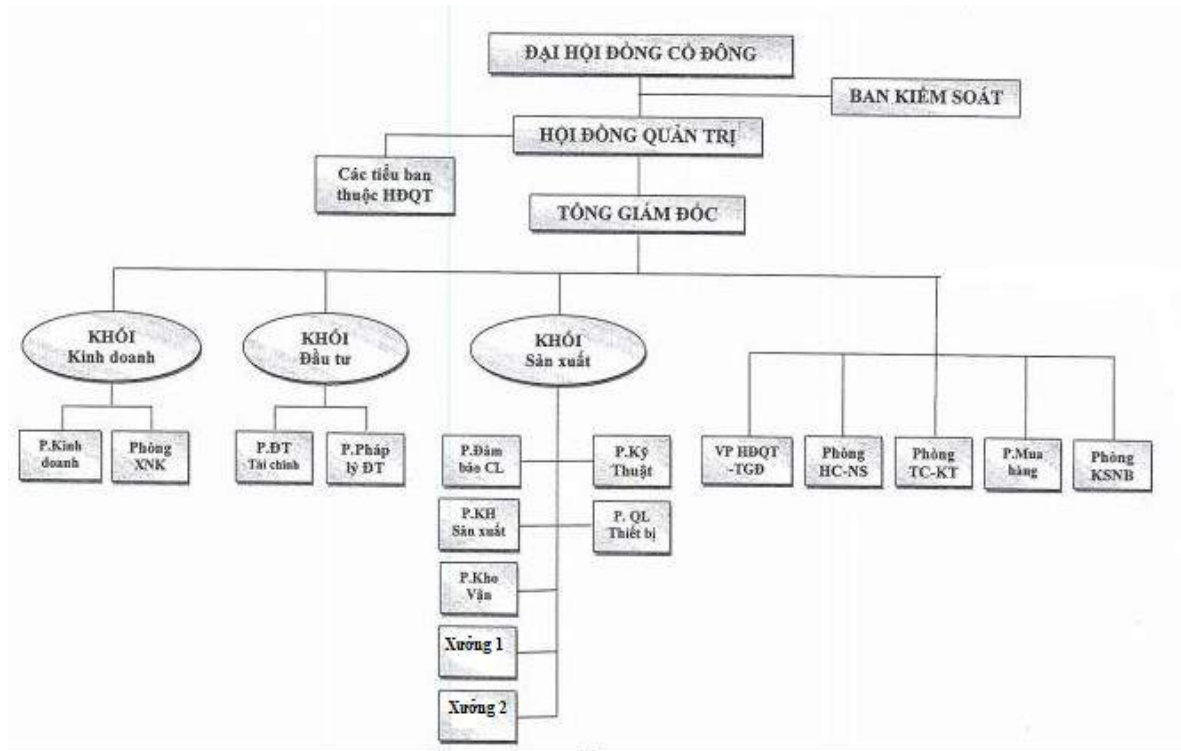 ĐẠI HỘI ĐỒNG CỔ ĐÔNG
BAN KIỂM SOÁT
HỘI ĐỒNG QUẢN TRỊ
Các tiểu ban
thuộc HĐQT
TỔNG GIÁM ĐỐC
KHỐI
Kinh doanh
KHỐI
Đầu tư
KHỐI
Sản xuất
P.Kinh
doanh
Phòng
XNK
P.ĐT
Tài chính
P.Pháp
lý ĐT
P.Đảm
bảo CL
P.Kỹ
Thuật
P.KH
Sản xuất
P. QL
Thiết bị
P.Kho
Vận
Xưởng 1
Xưởng 2
VP HĐQT
-TGĐ
Phòng
HC-NS
Phòng
TC-KT
P.Mua
hàng
Phòng
KSNB